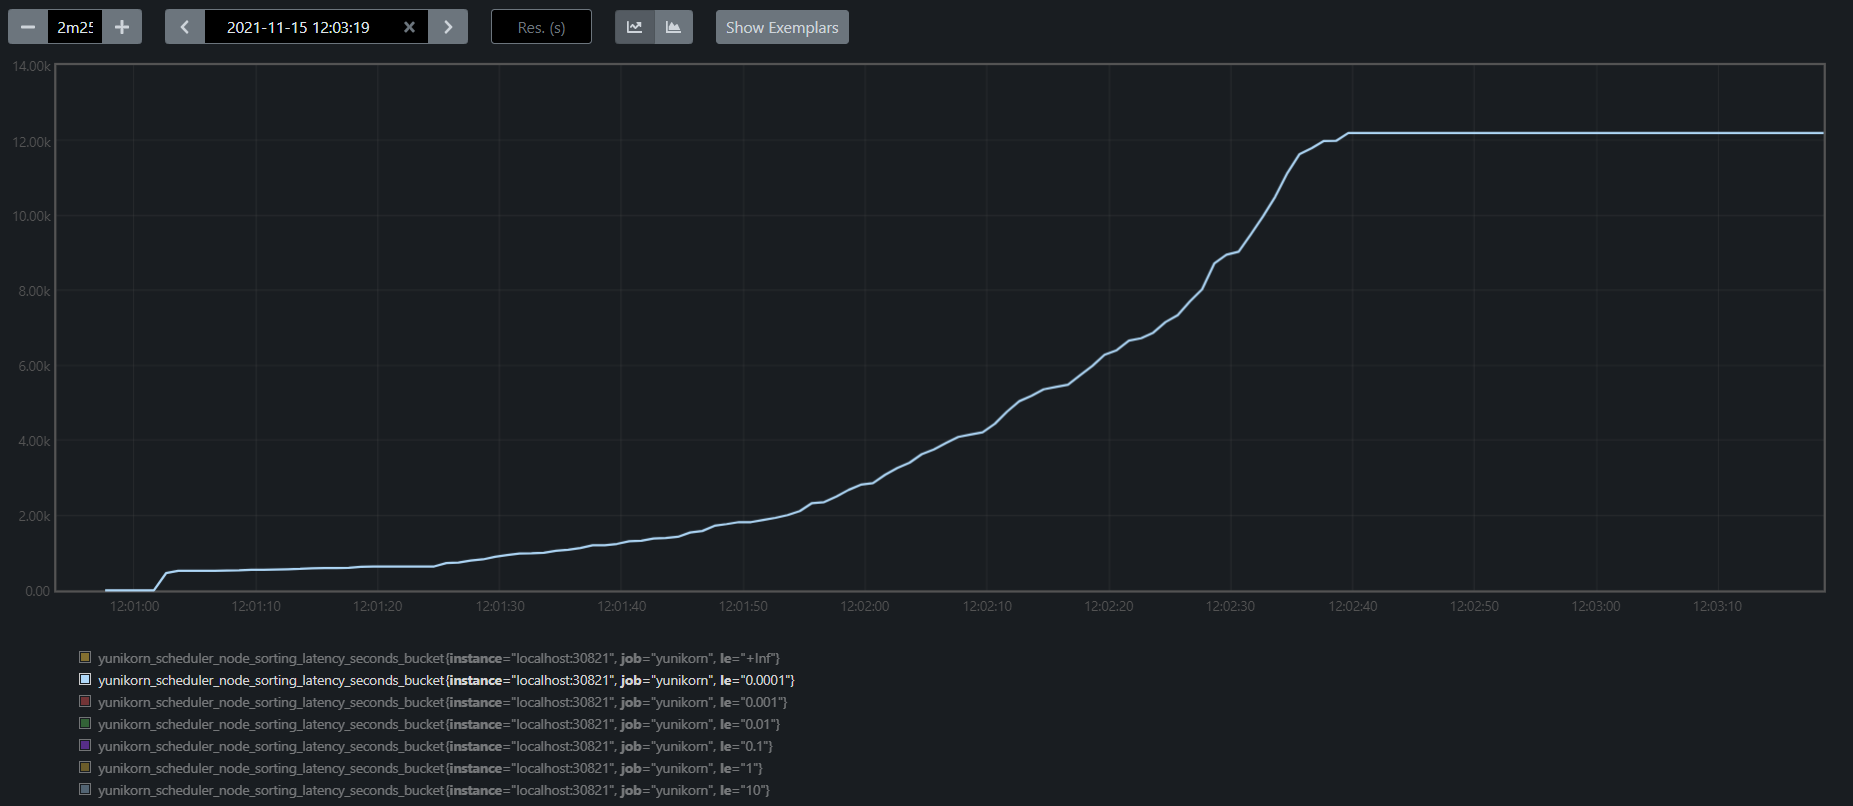 2m25 2021-11-15 12:03:19 Res. (s) Show Exemplars
14.00k
12.00k
10.00k
8.00k
6.00k
4.00k
2.00k
0.00
12:01:00 12:01:10 12:01:20 12:01:30 12:01:40 12:01:50 12:02:00 12:02:10 12:02:20 12:02:30 12:02:40 12:02:50 12:03:00 12:03:10
yunikorn_scheduler_node_sorting_latency_seconds_bucket{instance="localhost:30821", job="yunikorn", le="+Inf"}
yunikorn_scheduler_node_sorting_latency_seconds_bucket{instance="localhost:30821", job="yunikorn", le="0.0001"}
yunikorn_scheduler_node_sorting_latency_seconds_bucket{instance="localhost:30821", job="yunikorn", le="0.001"}
yunikorn_scheduler_node_sorting_latency_seconds_bucket{instance="localhost:30821", job="yunikorn", le="0.01"}
yunikorn_scheduler_node_sorting_latency_seconds_bucket{instance="localhost:30821", job="yunikorn", le="0.1"}
yunikorn_scheduler_node_sorting_latency_seconds_bucket{instance="localhost:30821", job="yunikorn", le="1"}
yunikorn_scheduler_node_sorting_latency_seconds_bucket{instance="localhost:30821", job="yunikorn", le="10"}